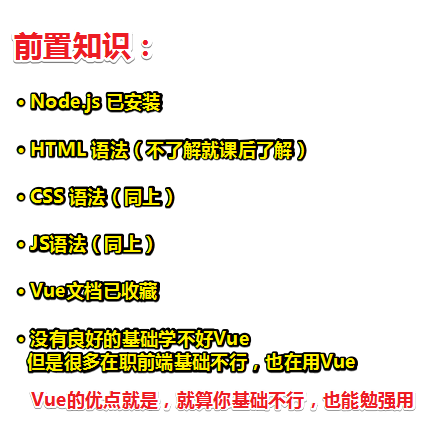 前置知识：
• Node.js 已安装
• HTML 语法（不了解就课后了解）
• CSS 语法（同上）
• JS语法（同上）
• Vue文档已收藏
• 没有良好的基础学不好Vue
但是很多在职前端基础不行，也在用Vue
Vue的优点就是，就算你基础不行，也能勉强用